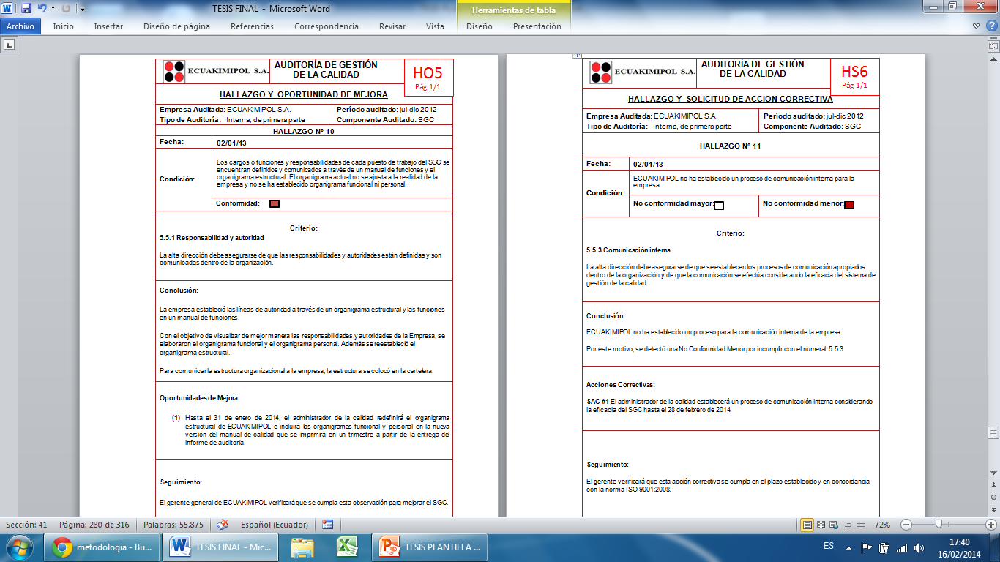 TESIS FINAL - Microsoft Word
Herramientas de tabla
Archivo Inicio Insertar Diseño de página Referencias Correspondencia Revisar Vista Diseño Presentación
ECUAKIMIPOL S.A.
AUDITORÍA DE GESTIÓN
DE LA CALIDAD
HO5
Pág 1/1
HALLAZGO Y OPORTUNIDAD DE MEJORA
Empresa Auditada: ECUAKIMIPOL S.A. Período auditado: jul-dic 2012
Tipo de Auditoría: Interna, de primera parte Componente Auditado: SGC
HALLAZGO Nº 10
Fecha: 02/01/13
Condición:
Los cargos o funciones y responsabilidades de cada puesto de trabajo del SGC se
encuentran definidos y comunicados a través de un manual de funciones y el
organigrama estructural. El organigrama actual no se ajusta a la realidad de la
empresa y no se ha establecido organigrama funcional ni personal.
Conformidad:
Criterio:
5.5.1 Responsabilidad y autoridad
La alta dirección debe asegurarse de que las responsabilidades y autoridades están definidas y son
comunicadas dentro de la organización.
Conclusión:
La empresa estableció las líneas de autoridad a través de un organigrama estructural y las funciones
en un manual de funciones.
Con el objetivo de visualizar de mejor manera las responsabilidades y autoridades de la Empresa, se
elaboraron el organigrama funcional y el organigrama personal. Además se reestableció el
organigrama estructural.
Para comunicar la estructura organizacional a la empresa, la estructura se colocó en la cartelera.
Oportunidades de Mejora:
(1) Hasta el 31 de enero de 2014, el administrador de la calidad redefinirá el organigrama
estructural de ECUAKIMIPOL e incluirá los organigramas funcional y personal en la nueva
versión del manual de calidad que se imprimirá en un trimestre a partir de la entrega del
informe de auditoría.
Seguimiento:
El gerente general de ECUAKIMIPOL verificará que se cumpla esta observación para mejorar el SGC.
ECUAKIMIPOL S.A.
AUDITORÍA DE GESTIÓN
DE LA CALIDAD
HS6
Pág 1/1
HALLAZGO Y SOLICITUD DE ACCION CORRECTIVA
Empresa Auditada: ECUAKIMIPOL S.A. Período auditado: jul-dic 2012
Tipo de Auditoría: Interna, de primera parte Componente Auditado: SGC
HALLAZGO Nº 11
Fecha: 02/01/13
Condición:
ECUAKIMIPOL no ha establecido un proceso de comunicación interna para la
empresa.
No conformidad mayor: No conformidad menor:
Criterio:
5.5.3 Comunicación interna
La alta dirección debe asegurarse de que se establecen los procesos de comunicación apropiados
dentro de la organización y de que la comunicación se efectúa considerando la eficacia del sistema de
gestión de la calidad.
Conclusión:
ECUAKIMIPOL no ha establecido un proceso para la comunicación interna de la empresa.
Por este motivo, se detectó una No Conformidad Menor por incumplir con el numeral 5.5.3
Acciones Correctivas:
SAC #1 El administrador de la calidad establecerá un proceso de comunicación interna considerando
la eficacia del SGC hasta el 28 de febrero de 2014.
Seguimiento:
El gerente verificará que esta acción correctiva se cumpla en el plazo establecido y en concordancia
con la norma ISO 9001:2008.
Sección: 41 Página: 280 de 316 Palabras: 55.875 Español (Ecuador) 72%
metodologia - Bu... TESIS FINAL - Mic... TESIS PLANTILLA ... ES 17:40
16/02/2014